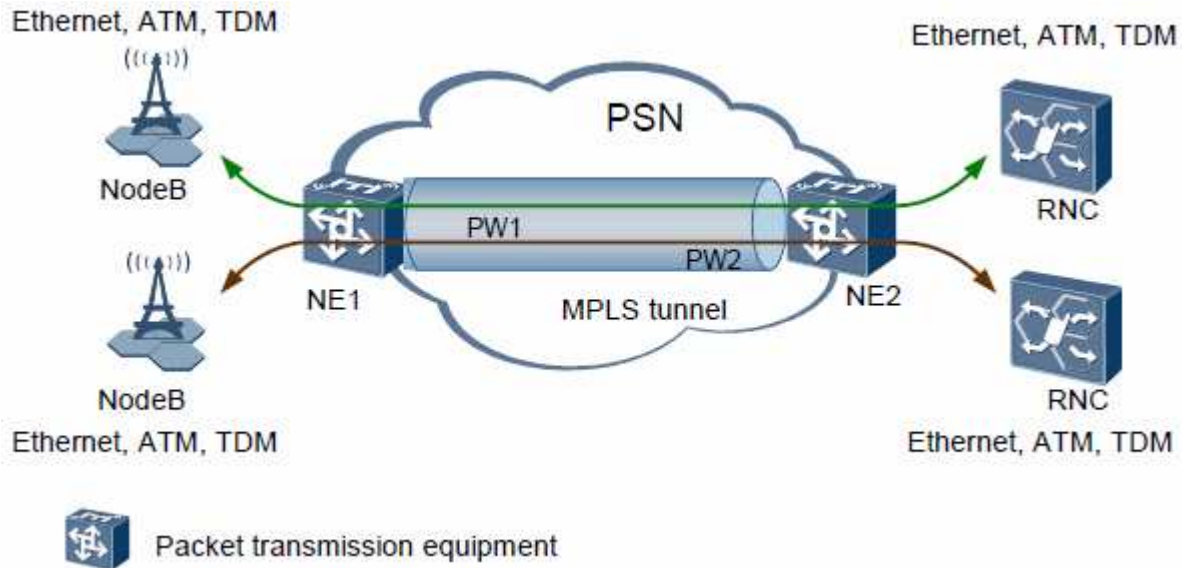 Ethernet, ATM, TDM
Ethernet, ATM, TDM
PSN
NodeB
RNC
PW1
PW2
NE1
NE2
MPLS tunnel
NodeB
RNC
Ethernet, ATM, TDM
Ethernet, ATM, TDM
Packet transmission equipment